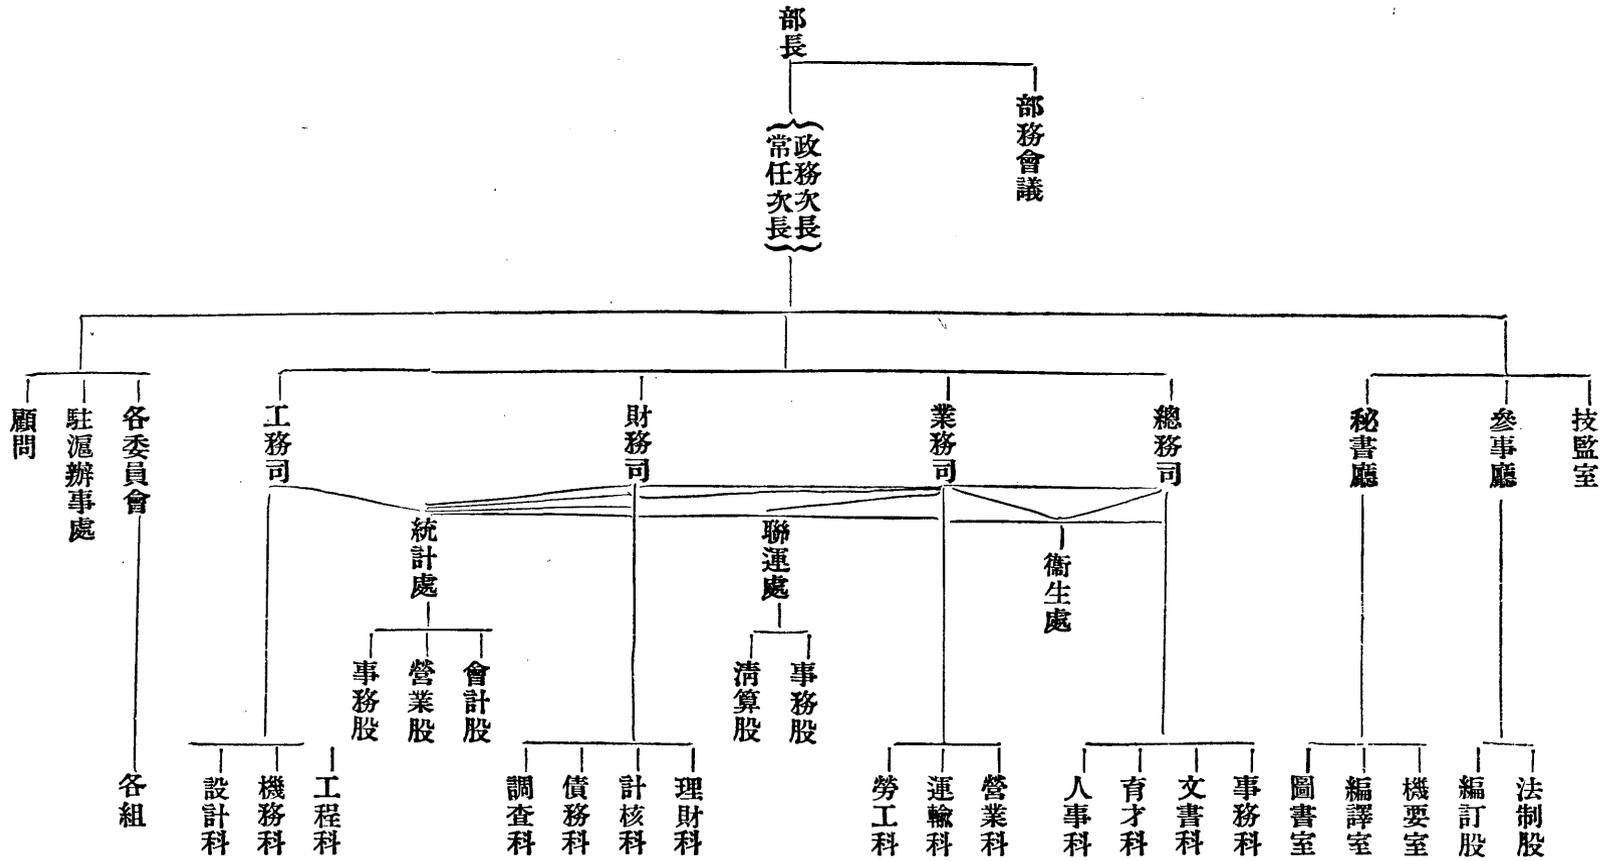 部長
部務會議
政務次長
常任次長
技監室
參事廳
秘書廳
總務司
業務司
財務司
工務司
各委員會
駐滬辦事處
顧問
衞生處
聯運處
統計處
事務股
清算股
會計股
營業股
事務股
法制股
編訂股
機要室
編譯室
圖書室
事務科
文書科
育才科
人事科
營業科
運輸科
勞工科
理財科
計核科
債務科
調查科
工程科
機務科
設計科
各組